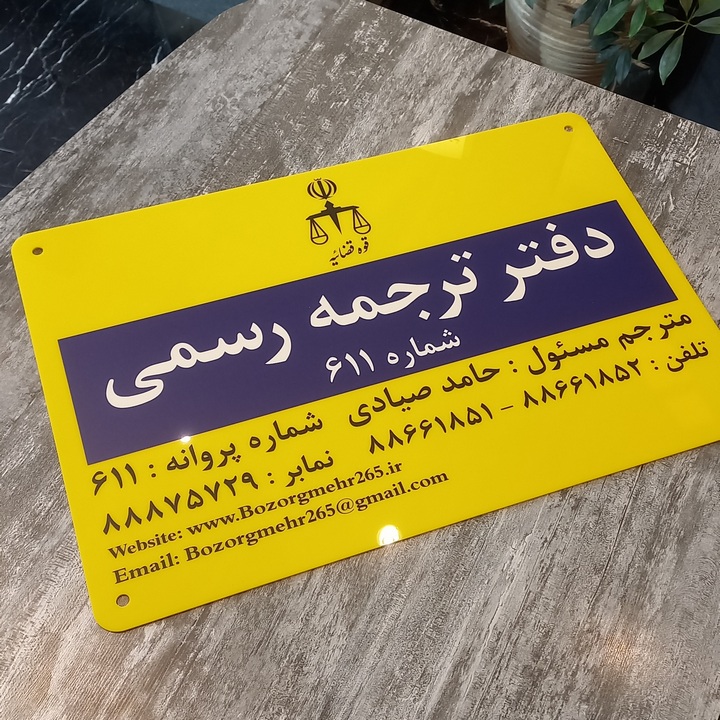 قوه قضائیه
دفتر ترجمه رسمی
شماره ۶۱۱
مترجم مسئول : حامد صیادی شماره پروانه : ۶۱۱
تلفن : ۸۸۶۶۱۸۵۲ – ۸۸۶۶۱۸۵۱ نمابر : ۸۸۸۷۵۷۲۹
Website: www.Bozorgmehr265.ir
Email: Bozorgmehr265@gmail.com